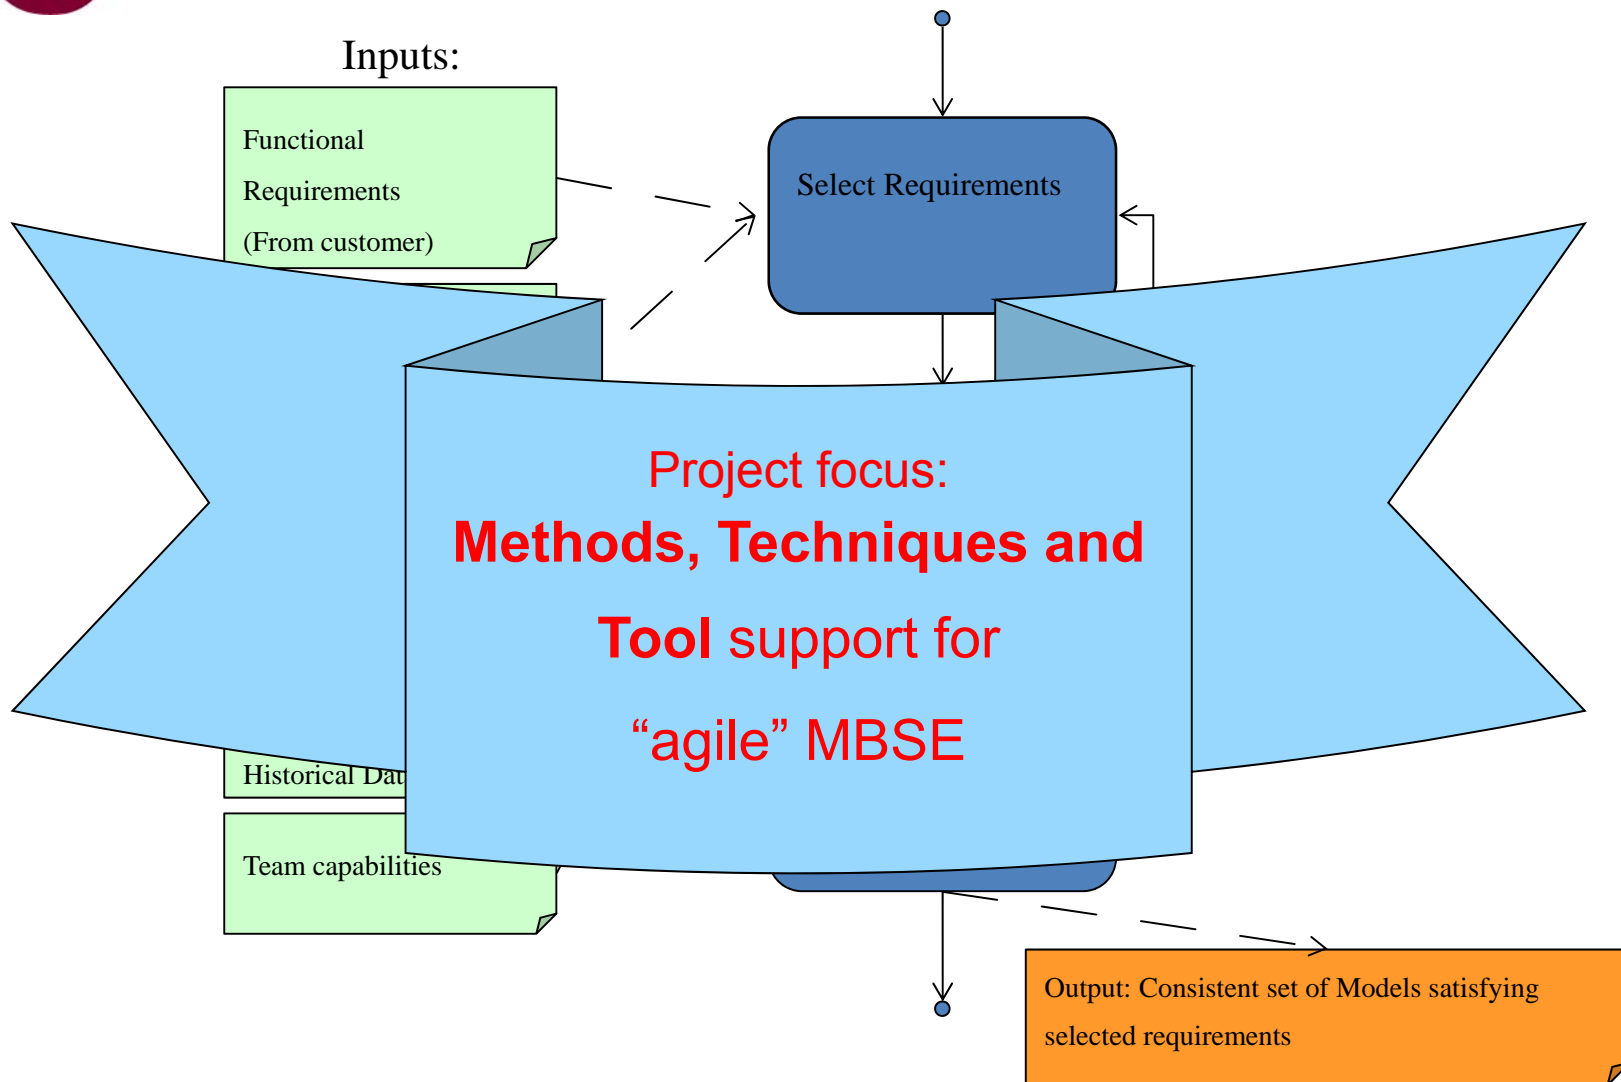 Inputs:
Functional
Requirements
(From customer)
Select Requirements
Project focus:
Methods, Techniques and
Tool support for
“agile” MBSE
Historical
Team capabilities
Output: Consistent set of Models satisfying
selected requirements